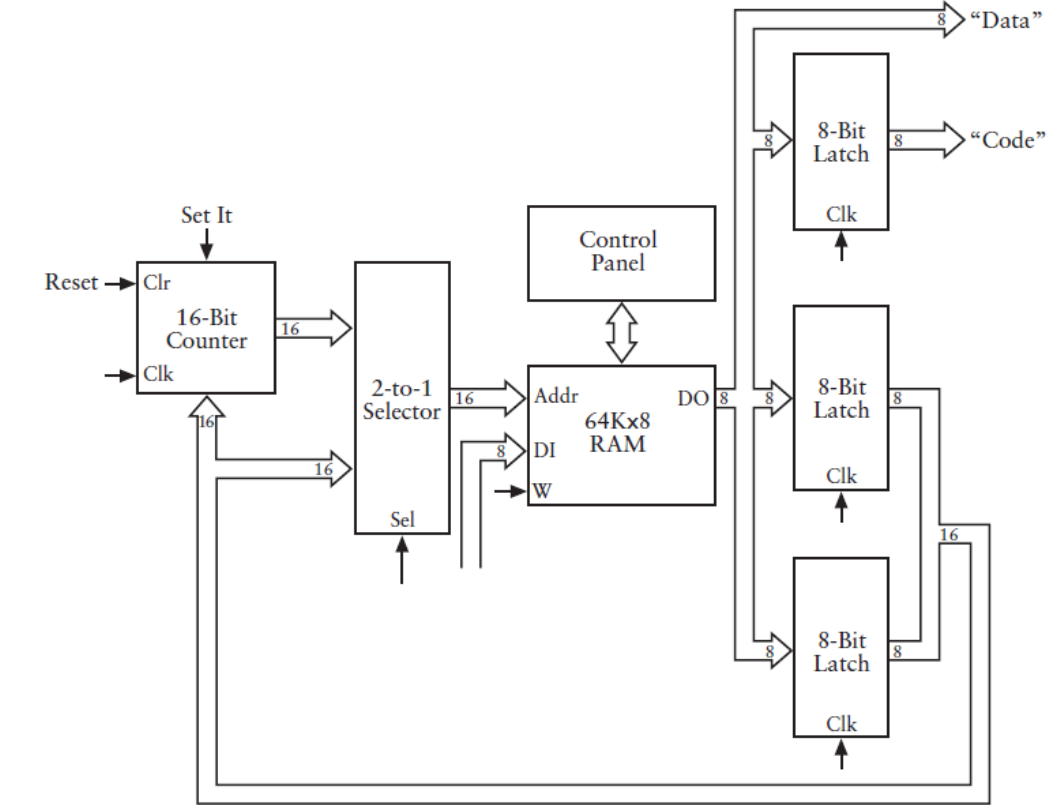 8
"Data"
8-Bit
Latch
8
8
"Code"
Clk
Set It
Control
Panel
Reset
Clr
16-Bit
Counter
16
Clk
16
2-to-1
Selector
16
16
Sel
Addr
DO
8
64Kx8
RAM
8
DI
W
8
8-Bit
Latch
8
Clk
16
8
8-Bit
Latch
8
Clk